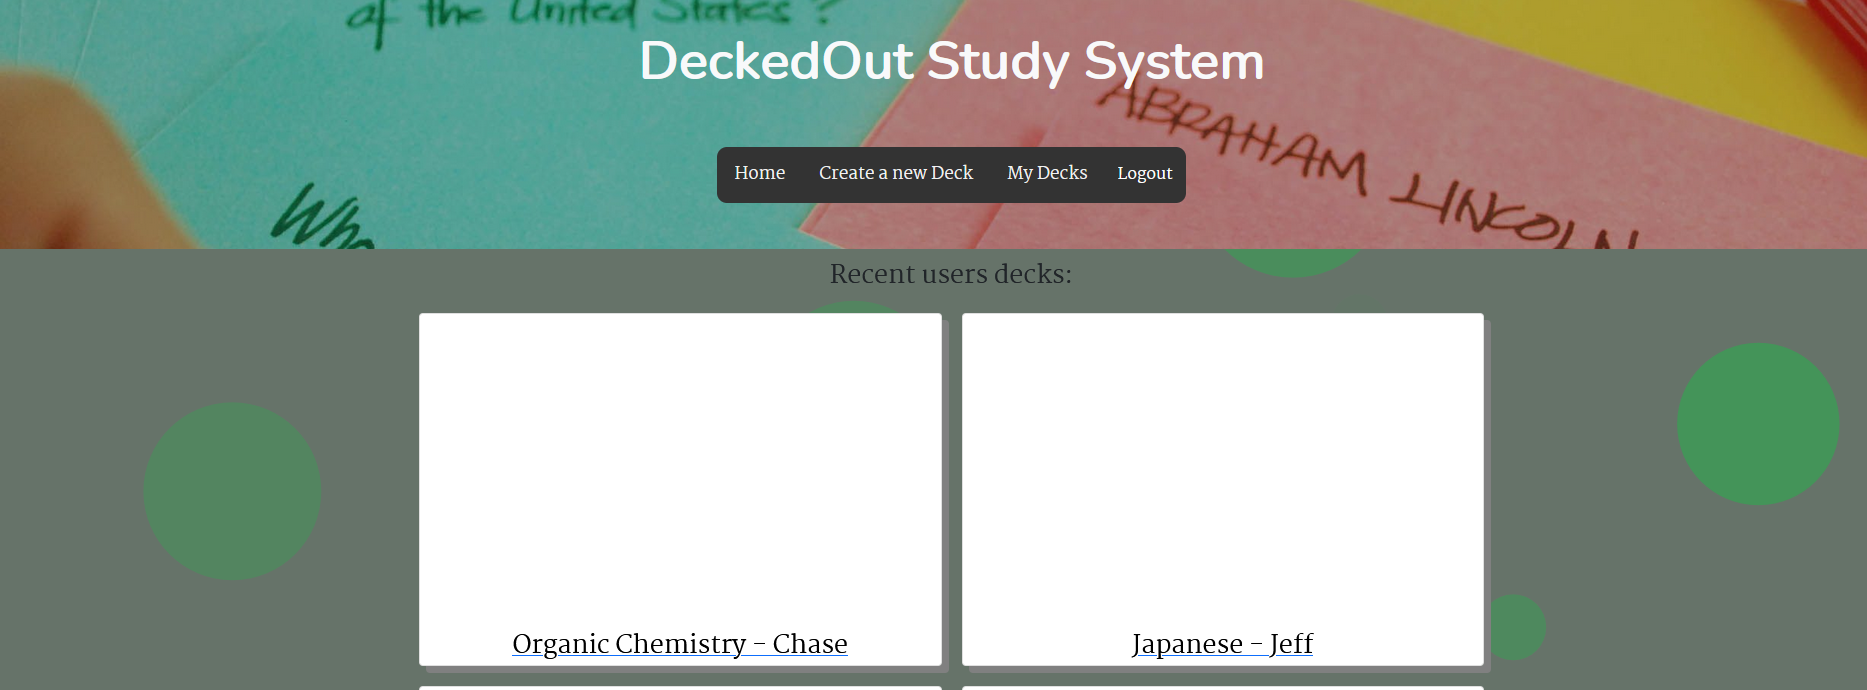 of the United States?
DeckedOut Study System
ABRAHAM LINCOLN
Home Create a new Deck My Decks Logout
Who
Recent users decks:
Organic Chemistry - Chase
Japanese - Jeff